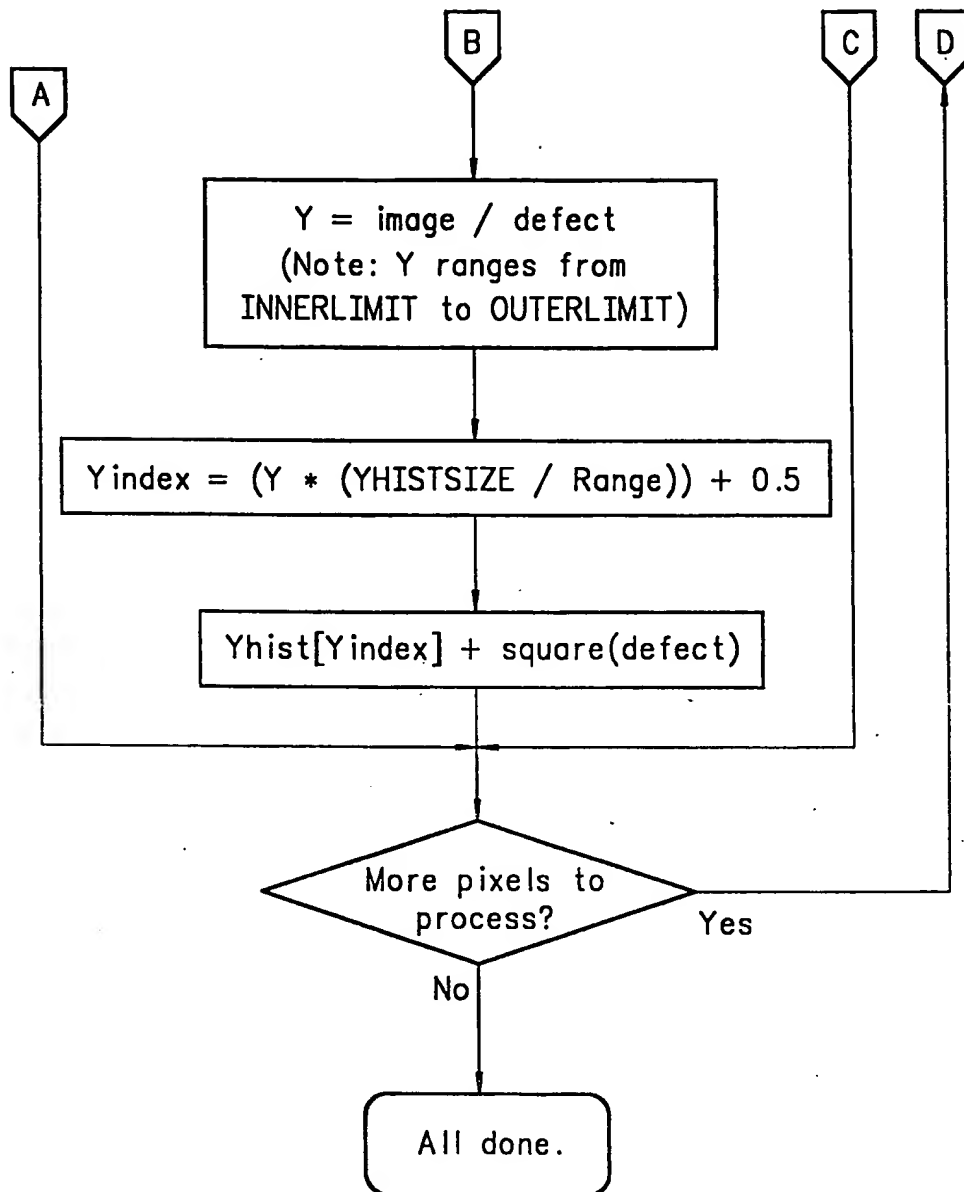 B
C
D
A
Y = image / defect
(Note: Y ranges from
INNERLIMIT to OUTERLIMIT)
Yindex = (Y * (YHISTSIZE / Range)) + 0.5
Yhist[Yindex] + square(defect)
More pixels to
process?
Yes
No
All done.